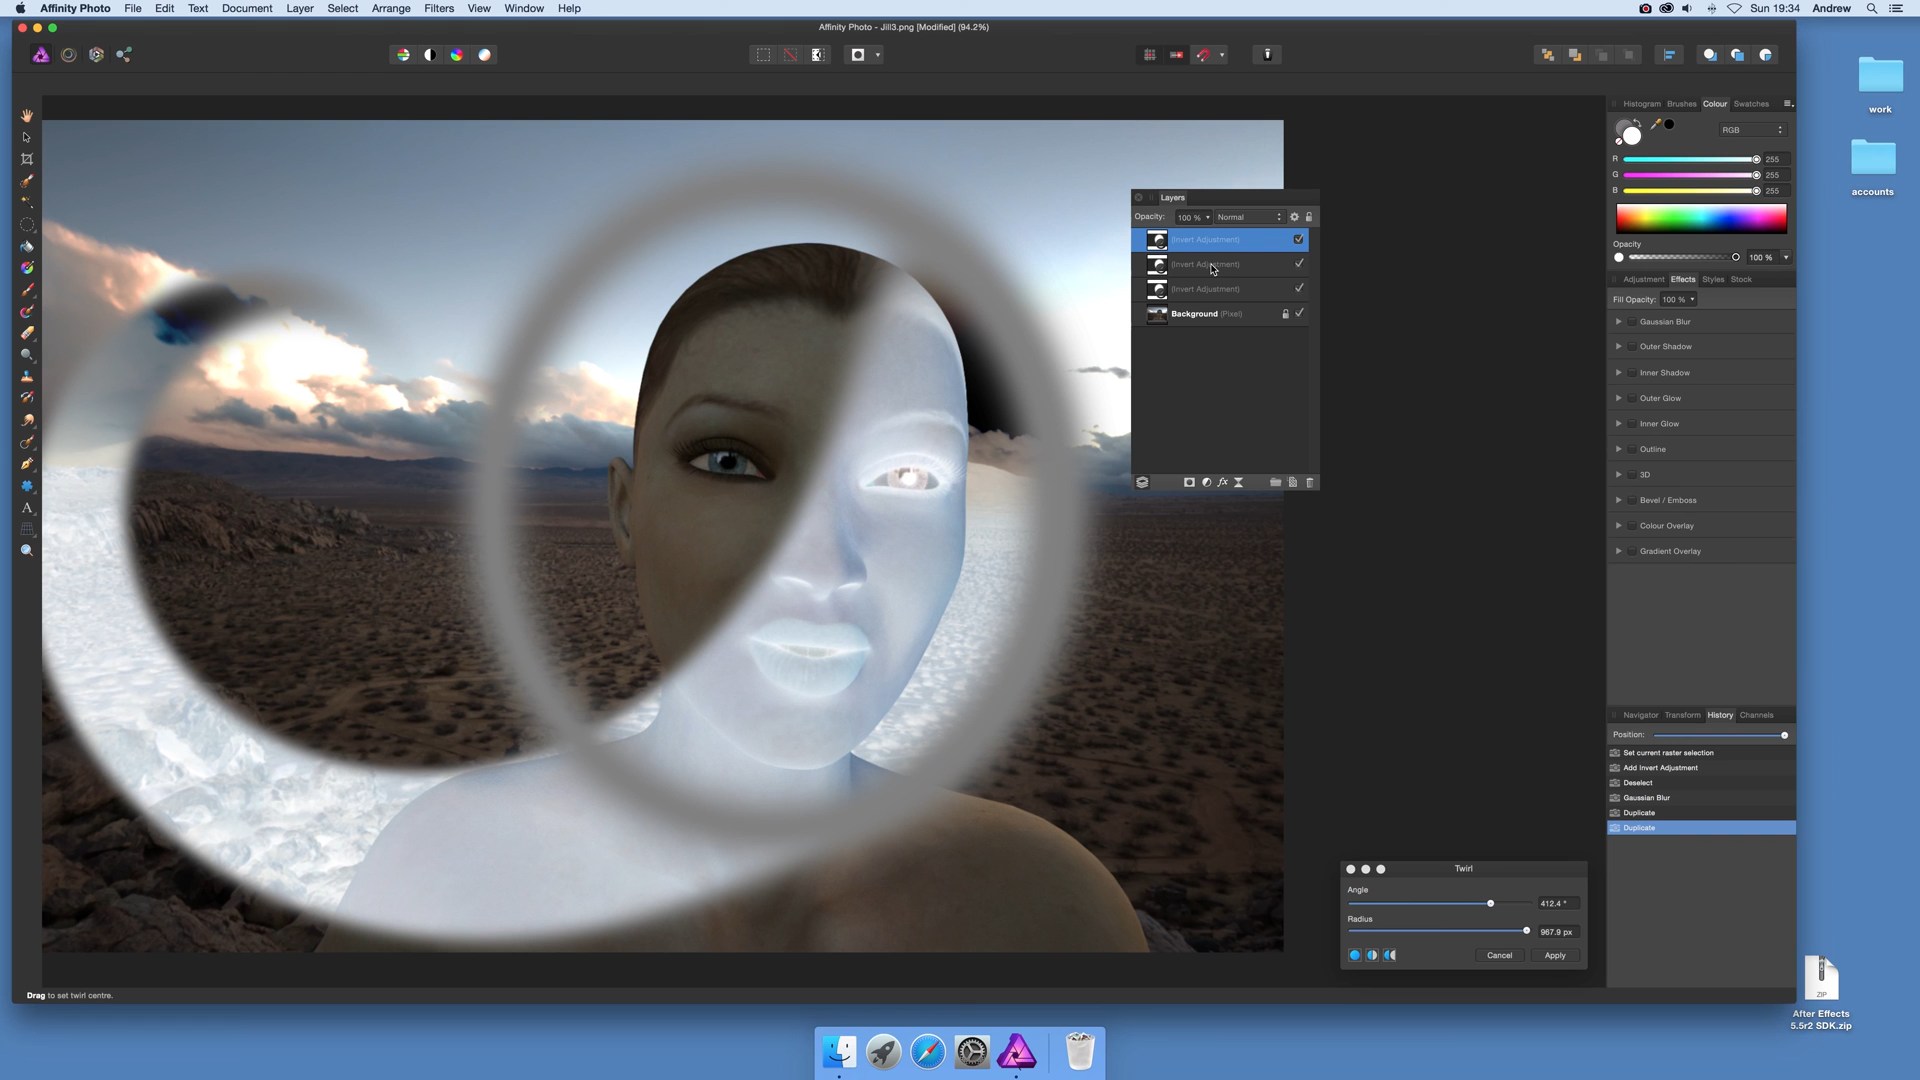 Affinity Photo File Edit Text Document Layer Select Arrange Filters View Window Help Sun 19:34 Andrew
Affinity Photo - Jill3.png [Modified] (94.2%)
work
accounts
Histogram Brushes Colour Swatches
RGB
R 255
G 255
B 255
Opacity
100 %
Adjustment Effects Styles Stock
Fill Opacity: 100 %
Gaussian Blur
Outer Shadow
Inner Shadow
Outer Glow
Inner Glow
Outline
3D
Bevel / Emboss
Colour Overlay
Gradient Overlay
Layers
Opacity: 100 % Normal
(Invert Adjustment)
(Invert Adjustment)
(Invert Adjustment)
Background (Pixel)
fx
A
Navigator Transform History Channels
Position:
Set current raster selection
Add Invert Adjustment
Deselect
Gaussian Blur
Duplicate
Duplicate
Twirl
Angle
412.4 °
Radius
967.9 px
Cancel Apply
Drag to set twirl centre.
ZIP
After Effects
5.5r2 SDK.zip